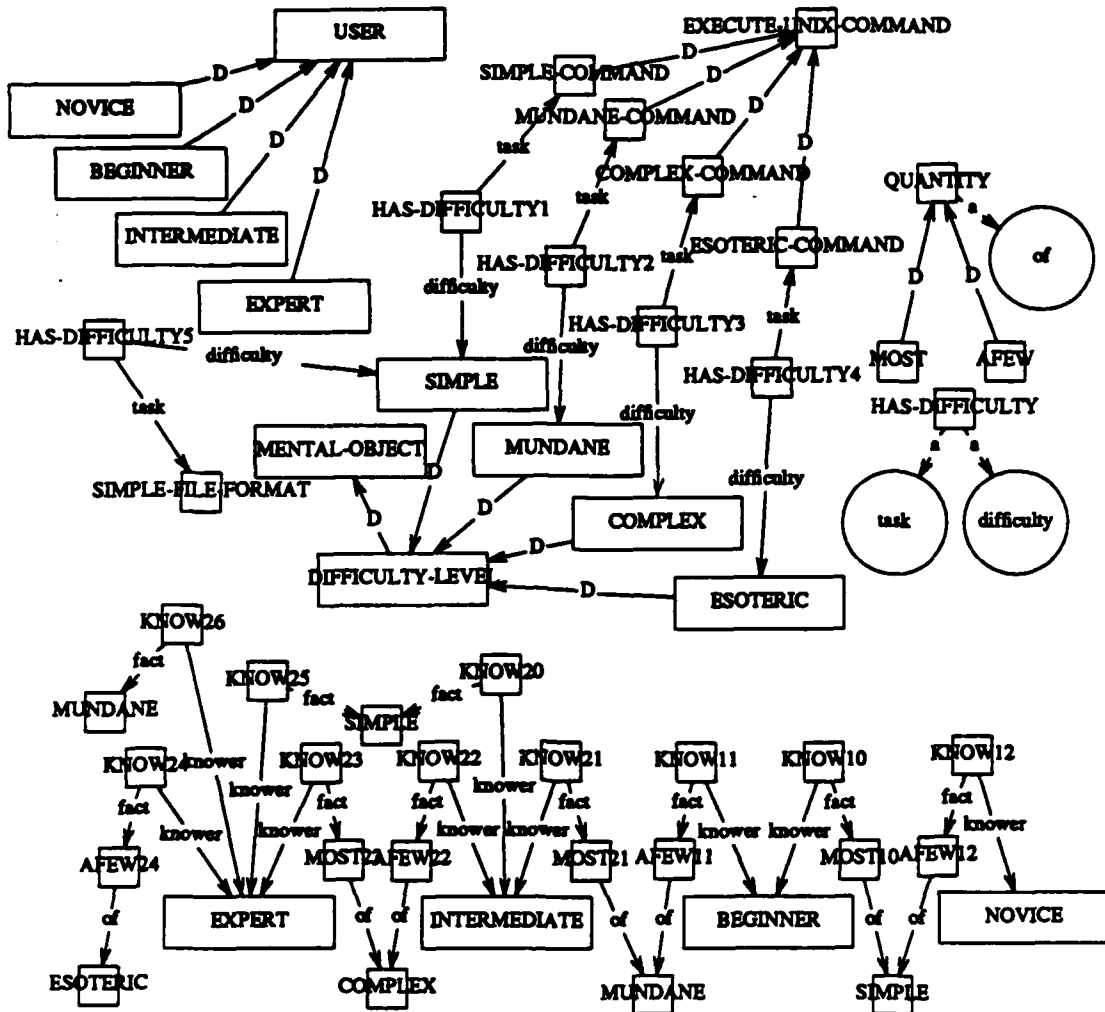 USER
EXECUTE-UNIX-COMMAND
D
D
SIMPLE-COMMAND
D
NOVICE
D
MUNDANE-COMMAND
D
D
task
BEGINNER
D
COMPLEX-COMMAND
QUANTITY
a
task
HAS-DIFFICULTY1
INTERMEDIATE
ESOTERIC-COMMAND
of
HAS-DIFFICULTY2
task
D
D
difficulty
EXPERT
HAS-DIFFICULTY3
task
HAS-DIFFICULTY5
difficulty
difficulty
MOST
AFEW
SIMPLE
HAS-DIFFICULTY4
task
HAS-DIFFICULTY
difficulty
MENTAL-OBJECT
MUNDANE
a
a
D
difficulty
SIMPLE-FILE-FORMAT
D
D
COMPLEX
task
difficulty
D
DIFFICULTY-LEVEL
D
ESOTERIC
KNOW26
fact
KNOW25
KNOW20
MUNDANE
fact
fact
SIMPLE
KNOW24
knower
KNOW23
KNOW22
KNOW21
KNOW11
KNOW10
KNOW12
knower
knower
fact
fact
fact
fact
fact
fact
fact
knower
knower
knower
knower
knower
knower
knower
AFEW24
MOST23
AFEW22
MOST21
AFEW11
MOST10
AFEW12
of
EXPERT
of
of
INTERMEDIATE
of
of
BEGINNER
of
of
NOVICE
ESOTERIC
COMPLEX
MUNDANE
SIMPLE